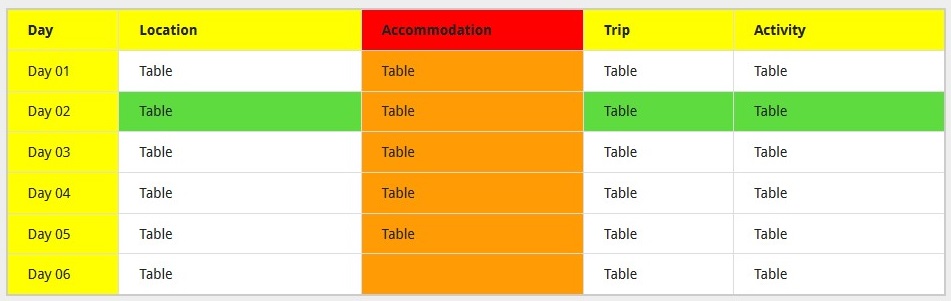 Day Location Accommodation Trip Activity
Day 01 Table Table Table Table
Day 02 Table Table Table Table
Day 03 Table Table Table Table
Day 04 Table Table Table Table
Day 05 Table Table Table Table
Day 06 Table Table Table